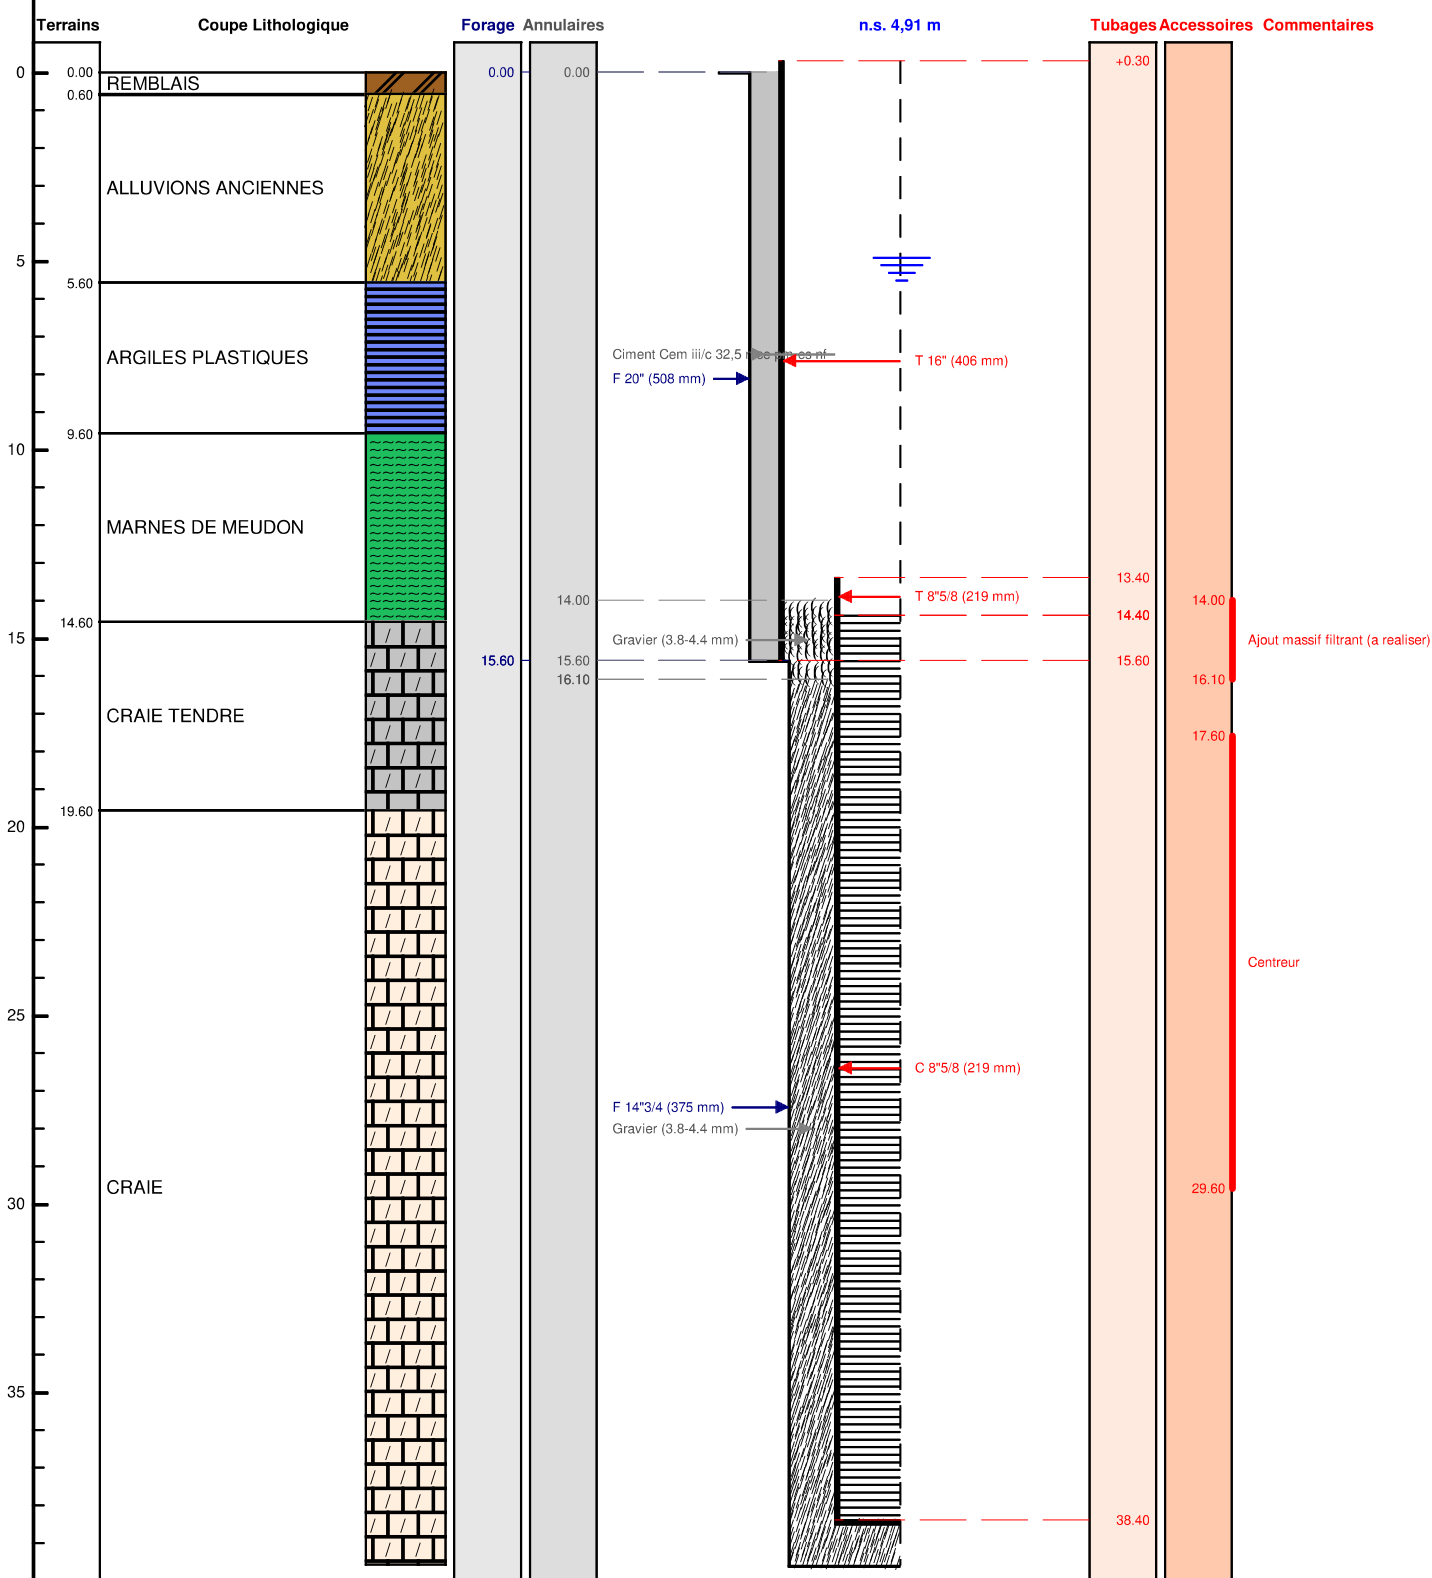 Terrains Coupe Lithologique Forage Annulaires n.s. 4,91 m Tubages Accessoires Commentaires
+0.30
0 0.00 0.00 0.00
REMBLAIS
0.60
ALLUVIONS ANCIENNES
5
5.60
Ciment Cem iii/c 32,5
ARGILES PLASTIQUES T 16" (406 mm)
F 20" (508 mm)
9.60
10
MARNES DE MEUDON
13.40
T 8"5/8 (219 mm)
14.00 14.00
14.40
14.60
15 Gravier (3.8-4.4 mm) Ajout massif filtrant (a realiser)
15.60 15.60 15.60
16.10 16.10
CRAIE TENDRE
17.60
19.60
20
Centreur
25
C 8"5/8 (219 mm)
F 14"3/4 (375 mm)
Gravier (3.8-4.4 mm)
CRAIE 29.60
30
35
38.40